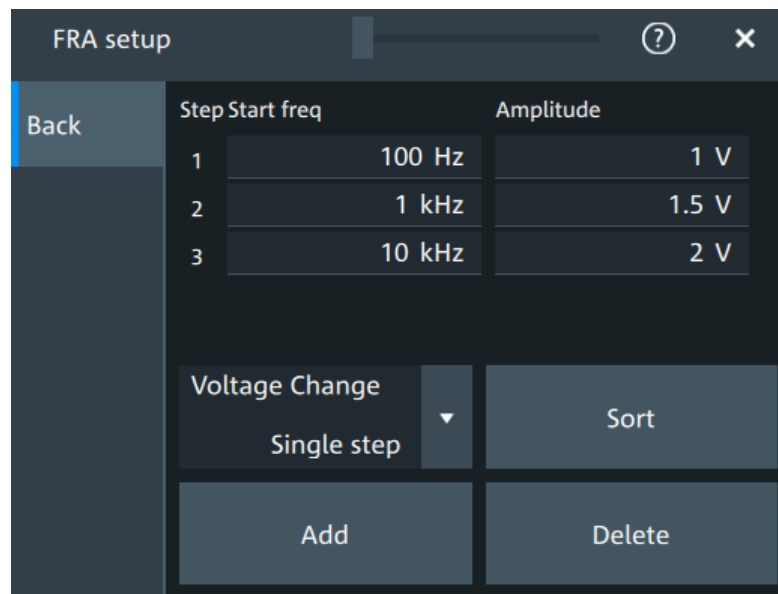 FRA setup
?
Back
Step Start freq Amplitude
1 100 Hz 1 V
2 1 kHz 1.5 V
3 10 kHz 2 V
Voltage Change
Single step
Sort
Add
Delete